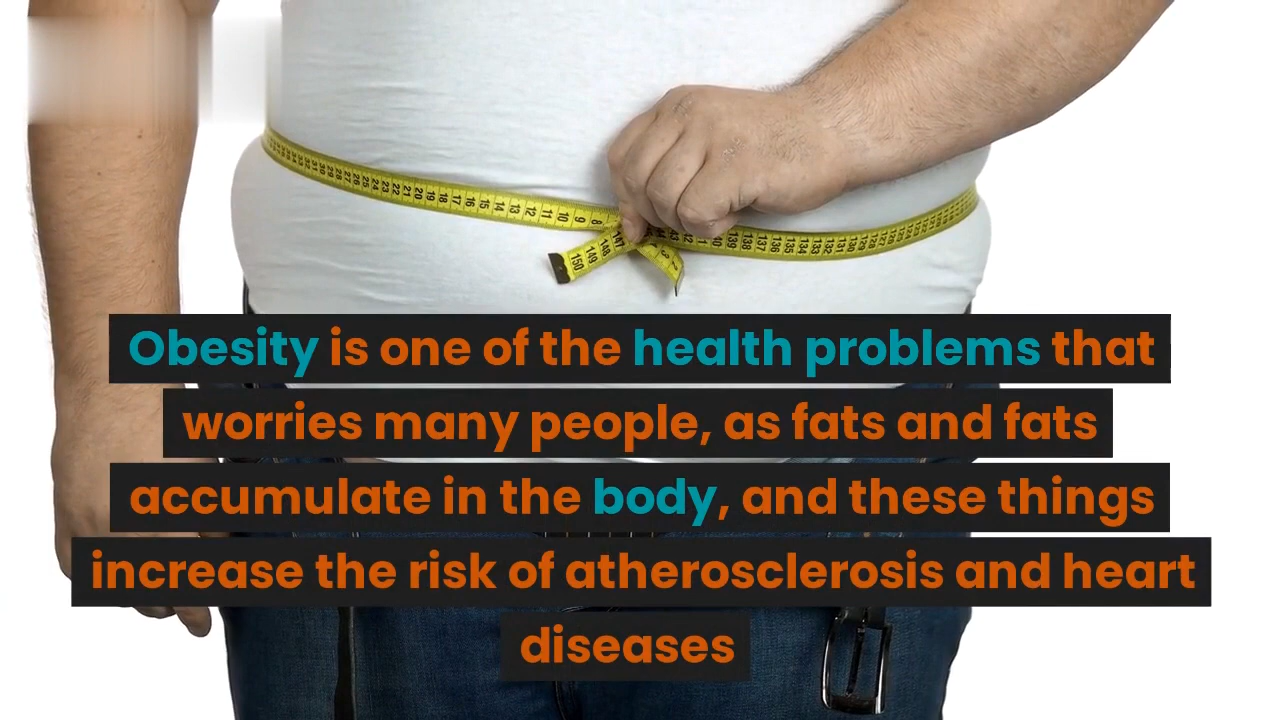 Obesity is one of the health problems that
worries many people, as fats and fats
accumulate in the body, and these things
increase the risk of atherosclerosis and heart
diseases